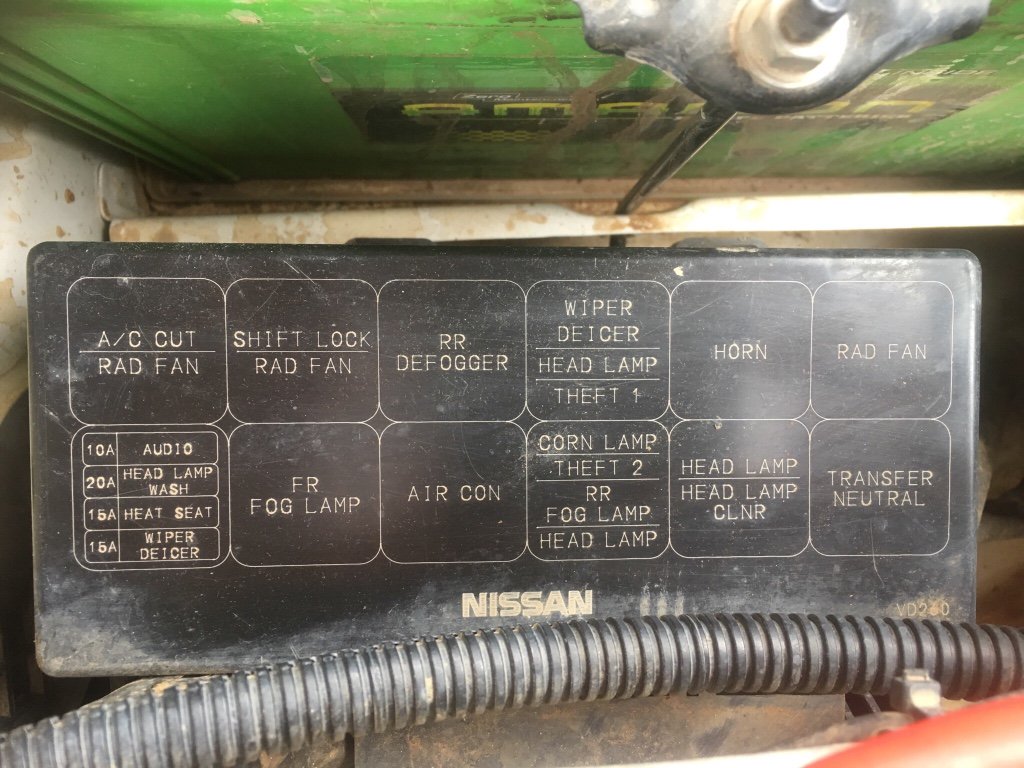 Zero
amaron
A/C CUT
RAD FAN
SHIFT LOCK
RAD FAN
RR
DEFOGGER
WIPER
DEICER
HEAD LAMP
THEFT 1
HORN
RAD FAN
10A AUDIO
20A HEAD LAMP
WASH
15A HEAT SEAT
15A WIPER
DEICER
FR
FOG LAMP
AIR CON
CORN LAMP
THEFT 2
RR
FOG LAMP
HEAD LAMP
HEAD LAMP
HEAD LAMP
CLNR
TRANSFER
NEUTRAL
NISSAN